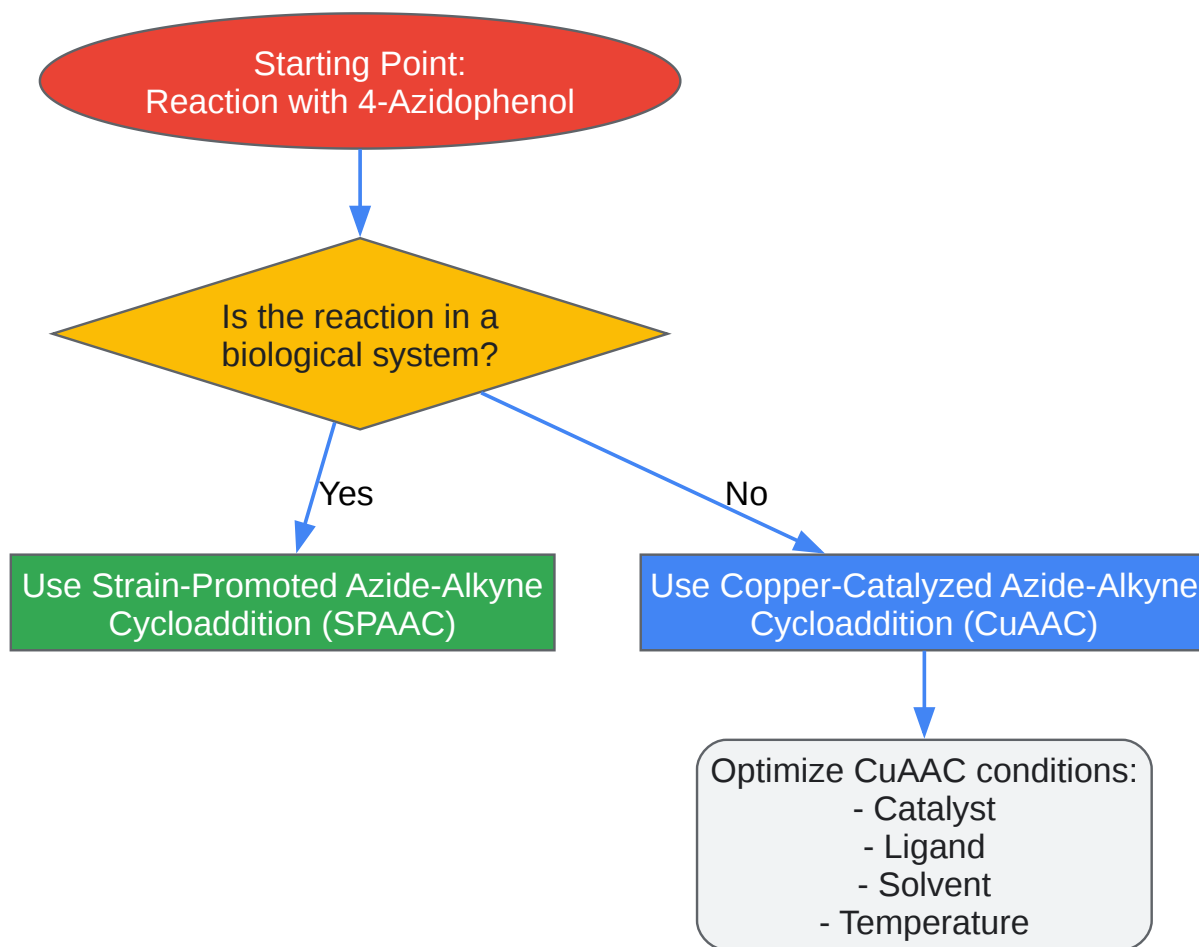 Starting Point:
Reaction with 4-Azidophenol
Is the reaction in a
biological system?
Yes
No
Use Strain-Promoted Azide-Alkyne
Cycloaddition (SPAAC)
Use Copper-Catalyzed Azide-Alkyne
Cycloaddition (CuAAC)
Optimize CuAAC conditions:
- Catalyst
- Ligand
- Solvent
- Temperature